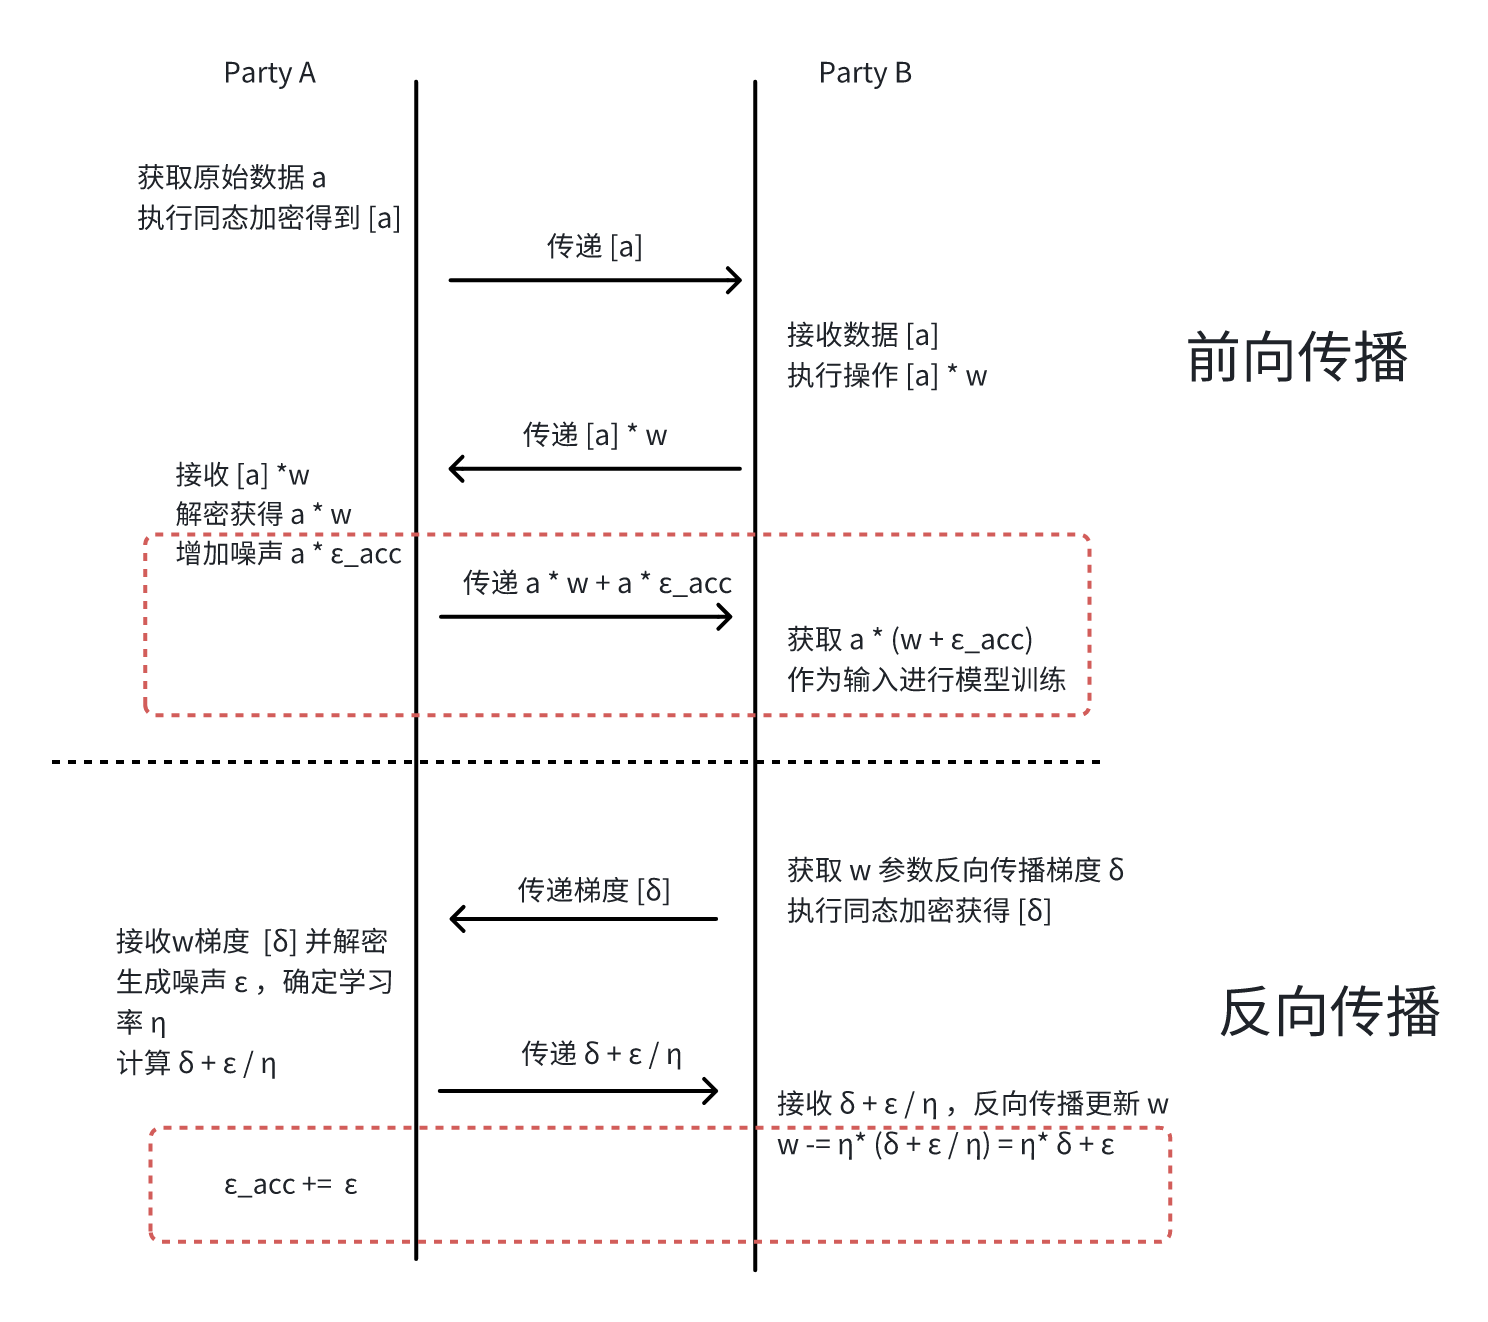 Party A
Party B
获取原始数据 a
执行同态加密得到 [a]
传递 [a]
接收数据 [a]
执行操作 [a] * w
前向传播
传递 [a] * w
接收 [a] *w
解密获得 a * w
增加噪声 a * ε_acc
传递 a * w + a * ε_acc
获取 a * (w + ε_acc)
作为输入进行模型训练
获取 w 参数反向传播梯度 δ
执行同态加密获得 [δ]
传递梯度 [δ]
接收w梯度 [δ] 并解密
生成噪声 ε ，确定学习
率 η
计算 δ + ε / η
反向传播
传递 δ + ε / η
接收 δ + ε / η ，反向传播更新 w
w -= η* (δ + ε / η) = η* δ + ε
ε_acc += ε